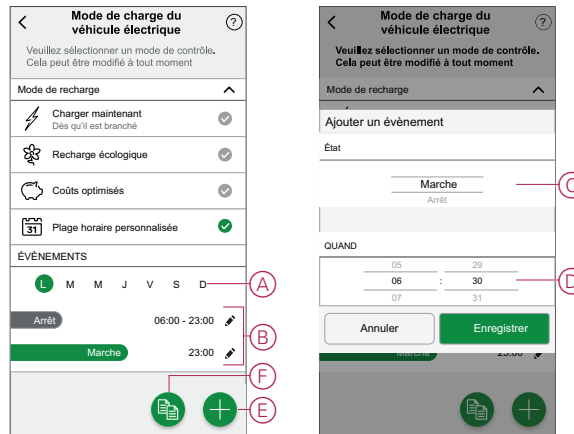 Mode de charge du
véhicule électrique
?
Veuillez sélectionner un mode de contrôle.
Cela peut être modifié à tout moment
Mode de recharge
Charger maintenant
Dès qu'il est branché
Recharge écologique
Coûts optimisés
31
Plage horaire personnalisée
ÉVÈNEMENTS
L M M J V S D
A
Arrêt 06:00 - 23:00
B
Marche 23:00
F
E
Mode de charge du
véhicule électrique
?
Veuillez sélectionner un mode de contrôle.
Cela peut être modifié à tout moment
Mode de recharge
Ajouter un évènement
État
Marche
C
Arrêt
QUAND
05 29
06 : 30
D
07 31
Annuler Enregistrer
Marche 23:00